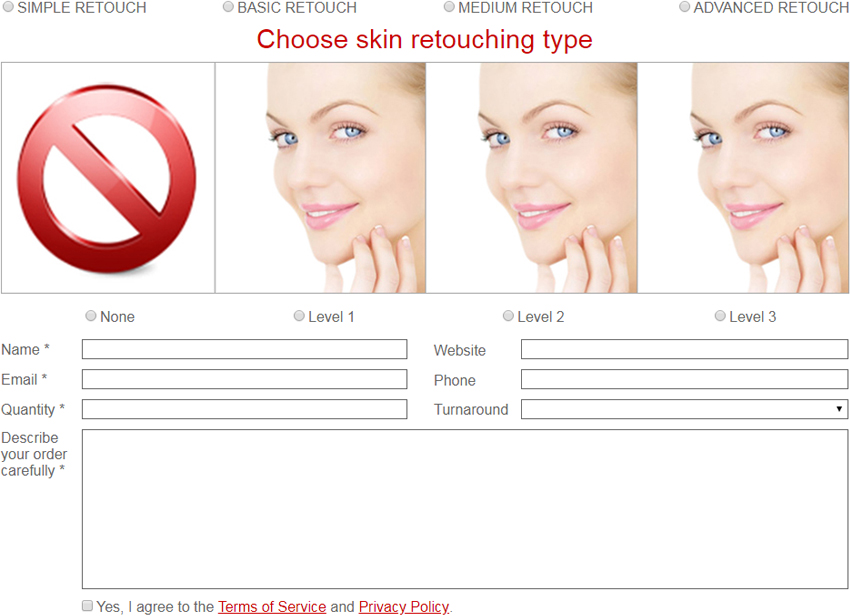 SIMPLE RETOUCH BASIC RETOUCH MEDIUM RETOUCH ADVANCED RETOUCH
Choose skin retouching type
None Level 1 Level 2 Level 3
Name * Website
Email * Phone
Quantity * Turnaround
Describe
your order
carefully *
Yes, I agree to the Terms of Service and Privacy Policy.